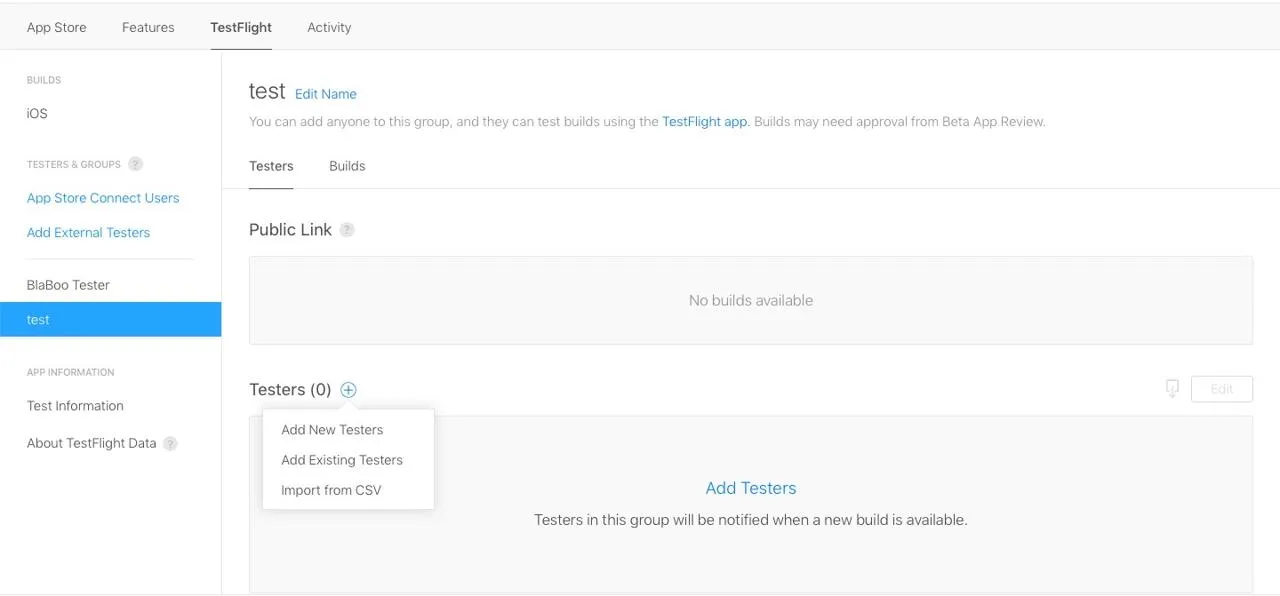 App Store Features TestFlight Activity
BUILDS
iOS
TESTERS & GROUPS ?
App Store Connect Users
Add External Testers
BlaBoo Tester
test
APP INFORMATION
Test Information
About TestFlight Data ?
test Edit Name
You can add anyone to this group, and they can test builds using the TestFlight app. Builds may need approval from Beta App Review.
Testers Builds
Public Link ?
No builds available
Testers (0) Edit
Add New Testers
Add Existing Testers
Import from CSV
Add Testers
Testers in this group will be notified when a new build is available.